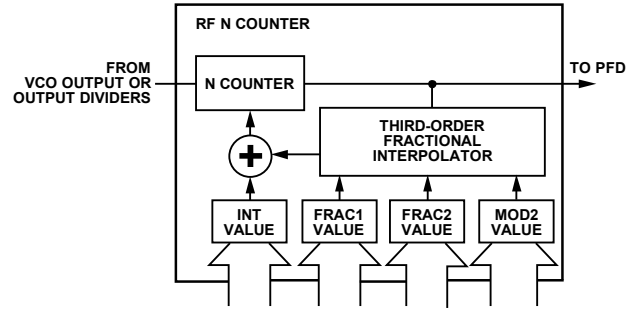 RF N COUNTER
FROM
VCO OUTPUT OR
OUTPUT DIVIDERS
N COUNTER
TO PFD
THIRD-ORDER
FRACTIONAL
INTERPOLATOR
+
INT
VALUE
FRAC1
VALUE
FRAC2
VALUE
MOD2
VALUE